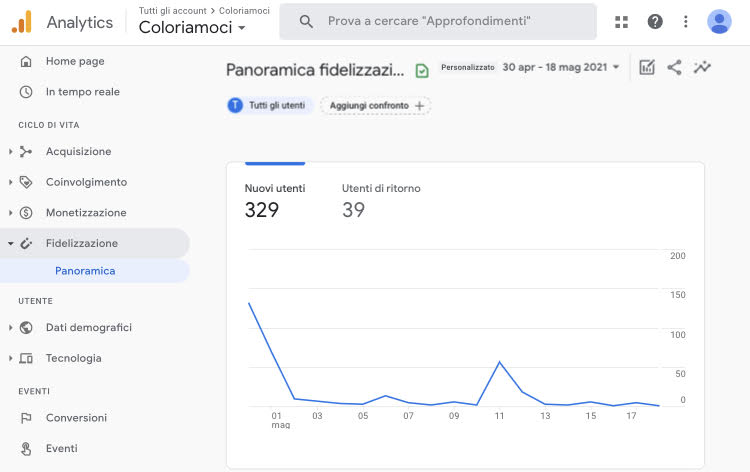 Analytics
Tutti gli account > Coloriamoci
Coloriamoci
Prova a cercare "Approfondimenti"
Home page
In tempo reale
CICLO DI VITA
Acquisizione
Coinvolgimento
Monetizzazione
Fidelizzazione
Panoramica
UTENTE
Dati demografici
Tecnologia
EVENTI
Conversioni
Eventi
Panoramica fidelizzazi...
Personalizzato 30 apr - 18 mag 2021
T Tutti gli utenti
Aggiungi confronto +
Nuovi utenti
329
Utenti di ritorno
39
200
150
100
50
0
01 03 05 07 09 11 13 15 17
mag